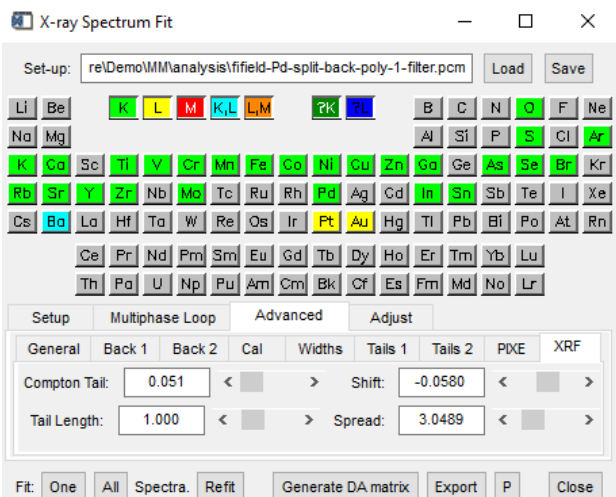 X-ray Spectrum Fit
Set-up: re\Demo\MM\analysis\fifield-Pd-split-back-poly-1-filter.pcm Load Save
Li Be K L M K,L L,M ?K ?L B C N O F Ne
Na Mg Al Si P S Cl Ar
K Ca Sc Ti V Cr Mn Fe Co Ni Cu Zn Ga Ge As Se Br Kr
Rb Sr Y Zr Nb Mo Tc Ru Rh Pd Ag Cd In Sn Sb Te I Xe
Cs Ba La Hf Ta W Re Os Ir Pt Au Hg Tl Pb Bi Po At Rn
Ce Pr Nd Pm Sm Eu Gd Tb Dy Ho Er Tm Yb Lu
Th Pa U Np Pu Am Cm Bk Cf Es Fm Md No Lr
Setup Multiphase Loop Advanced Adjust
General Back 1 Back 2 Cal Widths Tails 1 Tails 2 PIXE XRF
Compton Tail: 0.051 < > Shift: -0.0580 < >
Tail Length: 1.000 < > Spread: 3.0489 < >
Fit: One All Spectra. Refit Generate DA matrix Export P Close